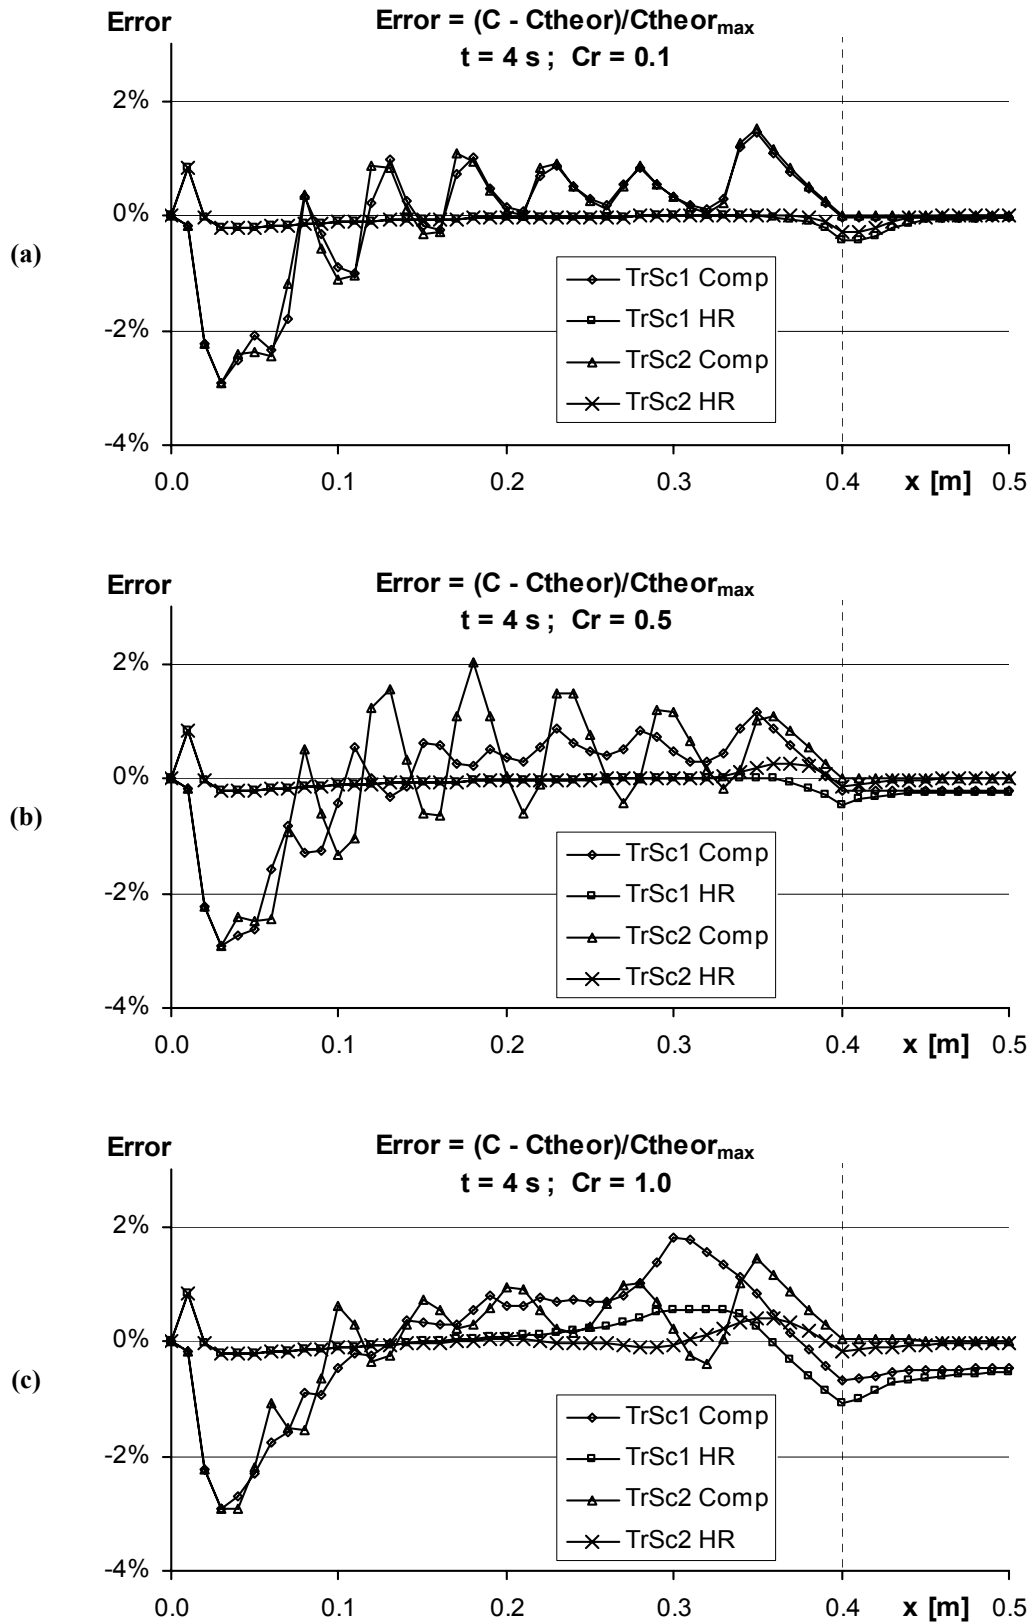 Error
Error = (C - Ctheor)/Ctheormax
t = 4 s ; Cr = 0.1
2%
0%
(a)
-2%
-4%
TrSc1 Comp
TrSc1 HR
TrSc2 Comp
TrSc2 HR
0.0 0.1 0.2 0.3 0.4 x [m] 0.5
Error
Error = (C - Ctheor)/Ctheormax
t = 4 s ; Cr = 0.5
2%
0%
(b)
-2%
-4%
TrSc1 Comp
TrSc1 HR
TrSc2 Comp
TrSc2 HR
0.0 0.1 0.2 0.3 0.4 x [m] 0.5
Error
Error = (C - Ctheor)/Ctheormax
t = 4 s ; Cr = 1.0
2%
0%
(c)
-2%
-4%
TrSc1 Comp
TrSc1 HR
TrSc2 Comp
TrSc2 HR
0.0 0.1 0.2 0.3 0.4 x [m] 0.5